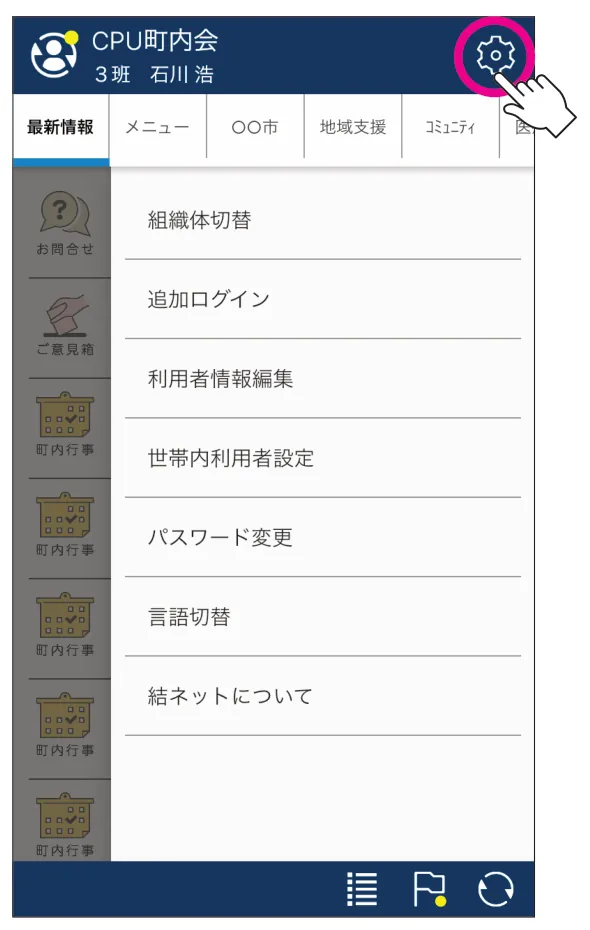 CPU町内会
3班 石川 浩
最新情報 メニュー 〇〇市 地域支援 コミュニティ 医
お問合せ
組織体切替
追加ログイン
ご意見箱
利用者情報編集
町内行事
世帯内利用者設定
パスワード変更
町内行事
言語切替
町内行事
結ネットについて
町内行事
町内行事